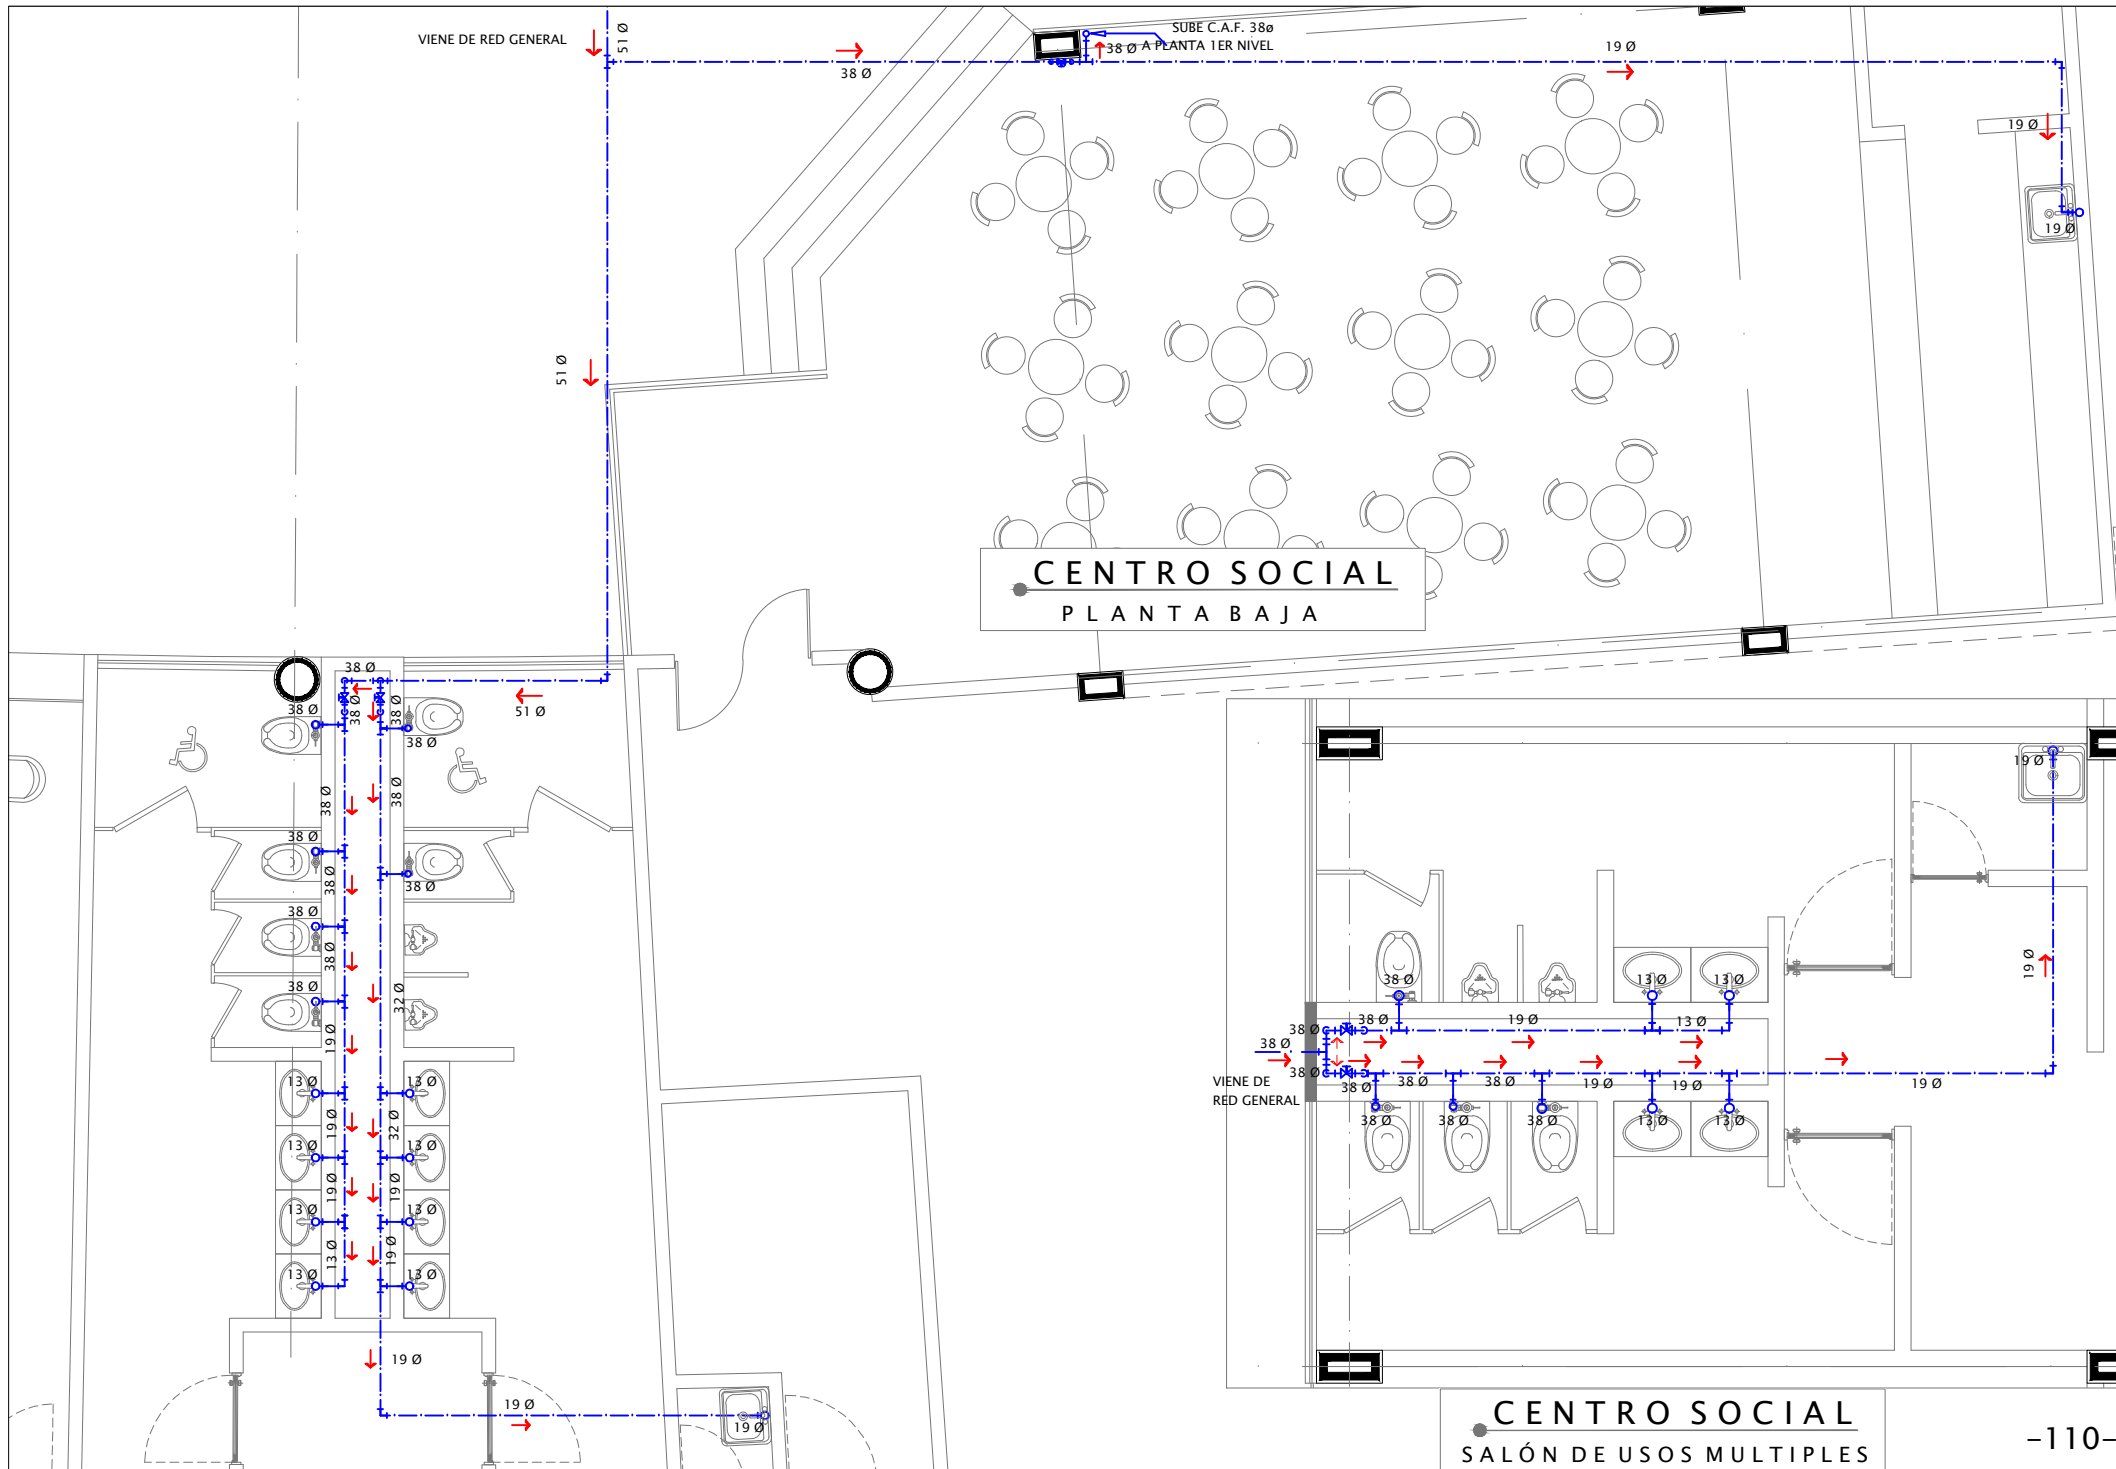 VIENE DE RED GENERAL
51 Ø
38 Ø
SUBE C.A.F. 38ø
38 Ø A PLANTA 1ER NIVEL
19 Ø
19 Ø
19 Ø
51 Ø
CENTRO SOCIAL
PLANTA BAJA
38 Ø
38 Ø
38 Ø
38 Ø
51 Ø
38 Ø
38 Ø
38 Ø
38 Ø
38 Ø
38 Ø
38 Ø
38 Ø
38 Ø
32 Ø
19 Ø
13 Ø
13 Ø
19 Ø
32 Ø
13 Ø
13 Ø
19 Ø
19 Ø
13 Ø
13 Ø
13 Ø
19 Ø
13 Ø
13 Ø
19 Ø
19 Ø
19 Ø
19 Ø
19 Ø
38 Ø
13 Ø
13 Ø
38 Ø
38 Ø
19 Ø
13 Ø
38 Ø
38 Ø
VIENE DE
RED GENERAL
38 Ø
38 Ø
38 Ø
19 Ø
19 Ø
19 Ø
38 Ø
38 Ø
38 Ø
13 Ø
13 Ø
CENTRO SOCIAL
SALÓN DE USOS MULTIPLES
-110-